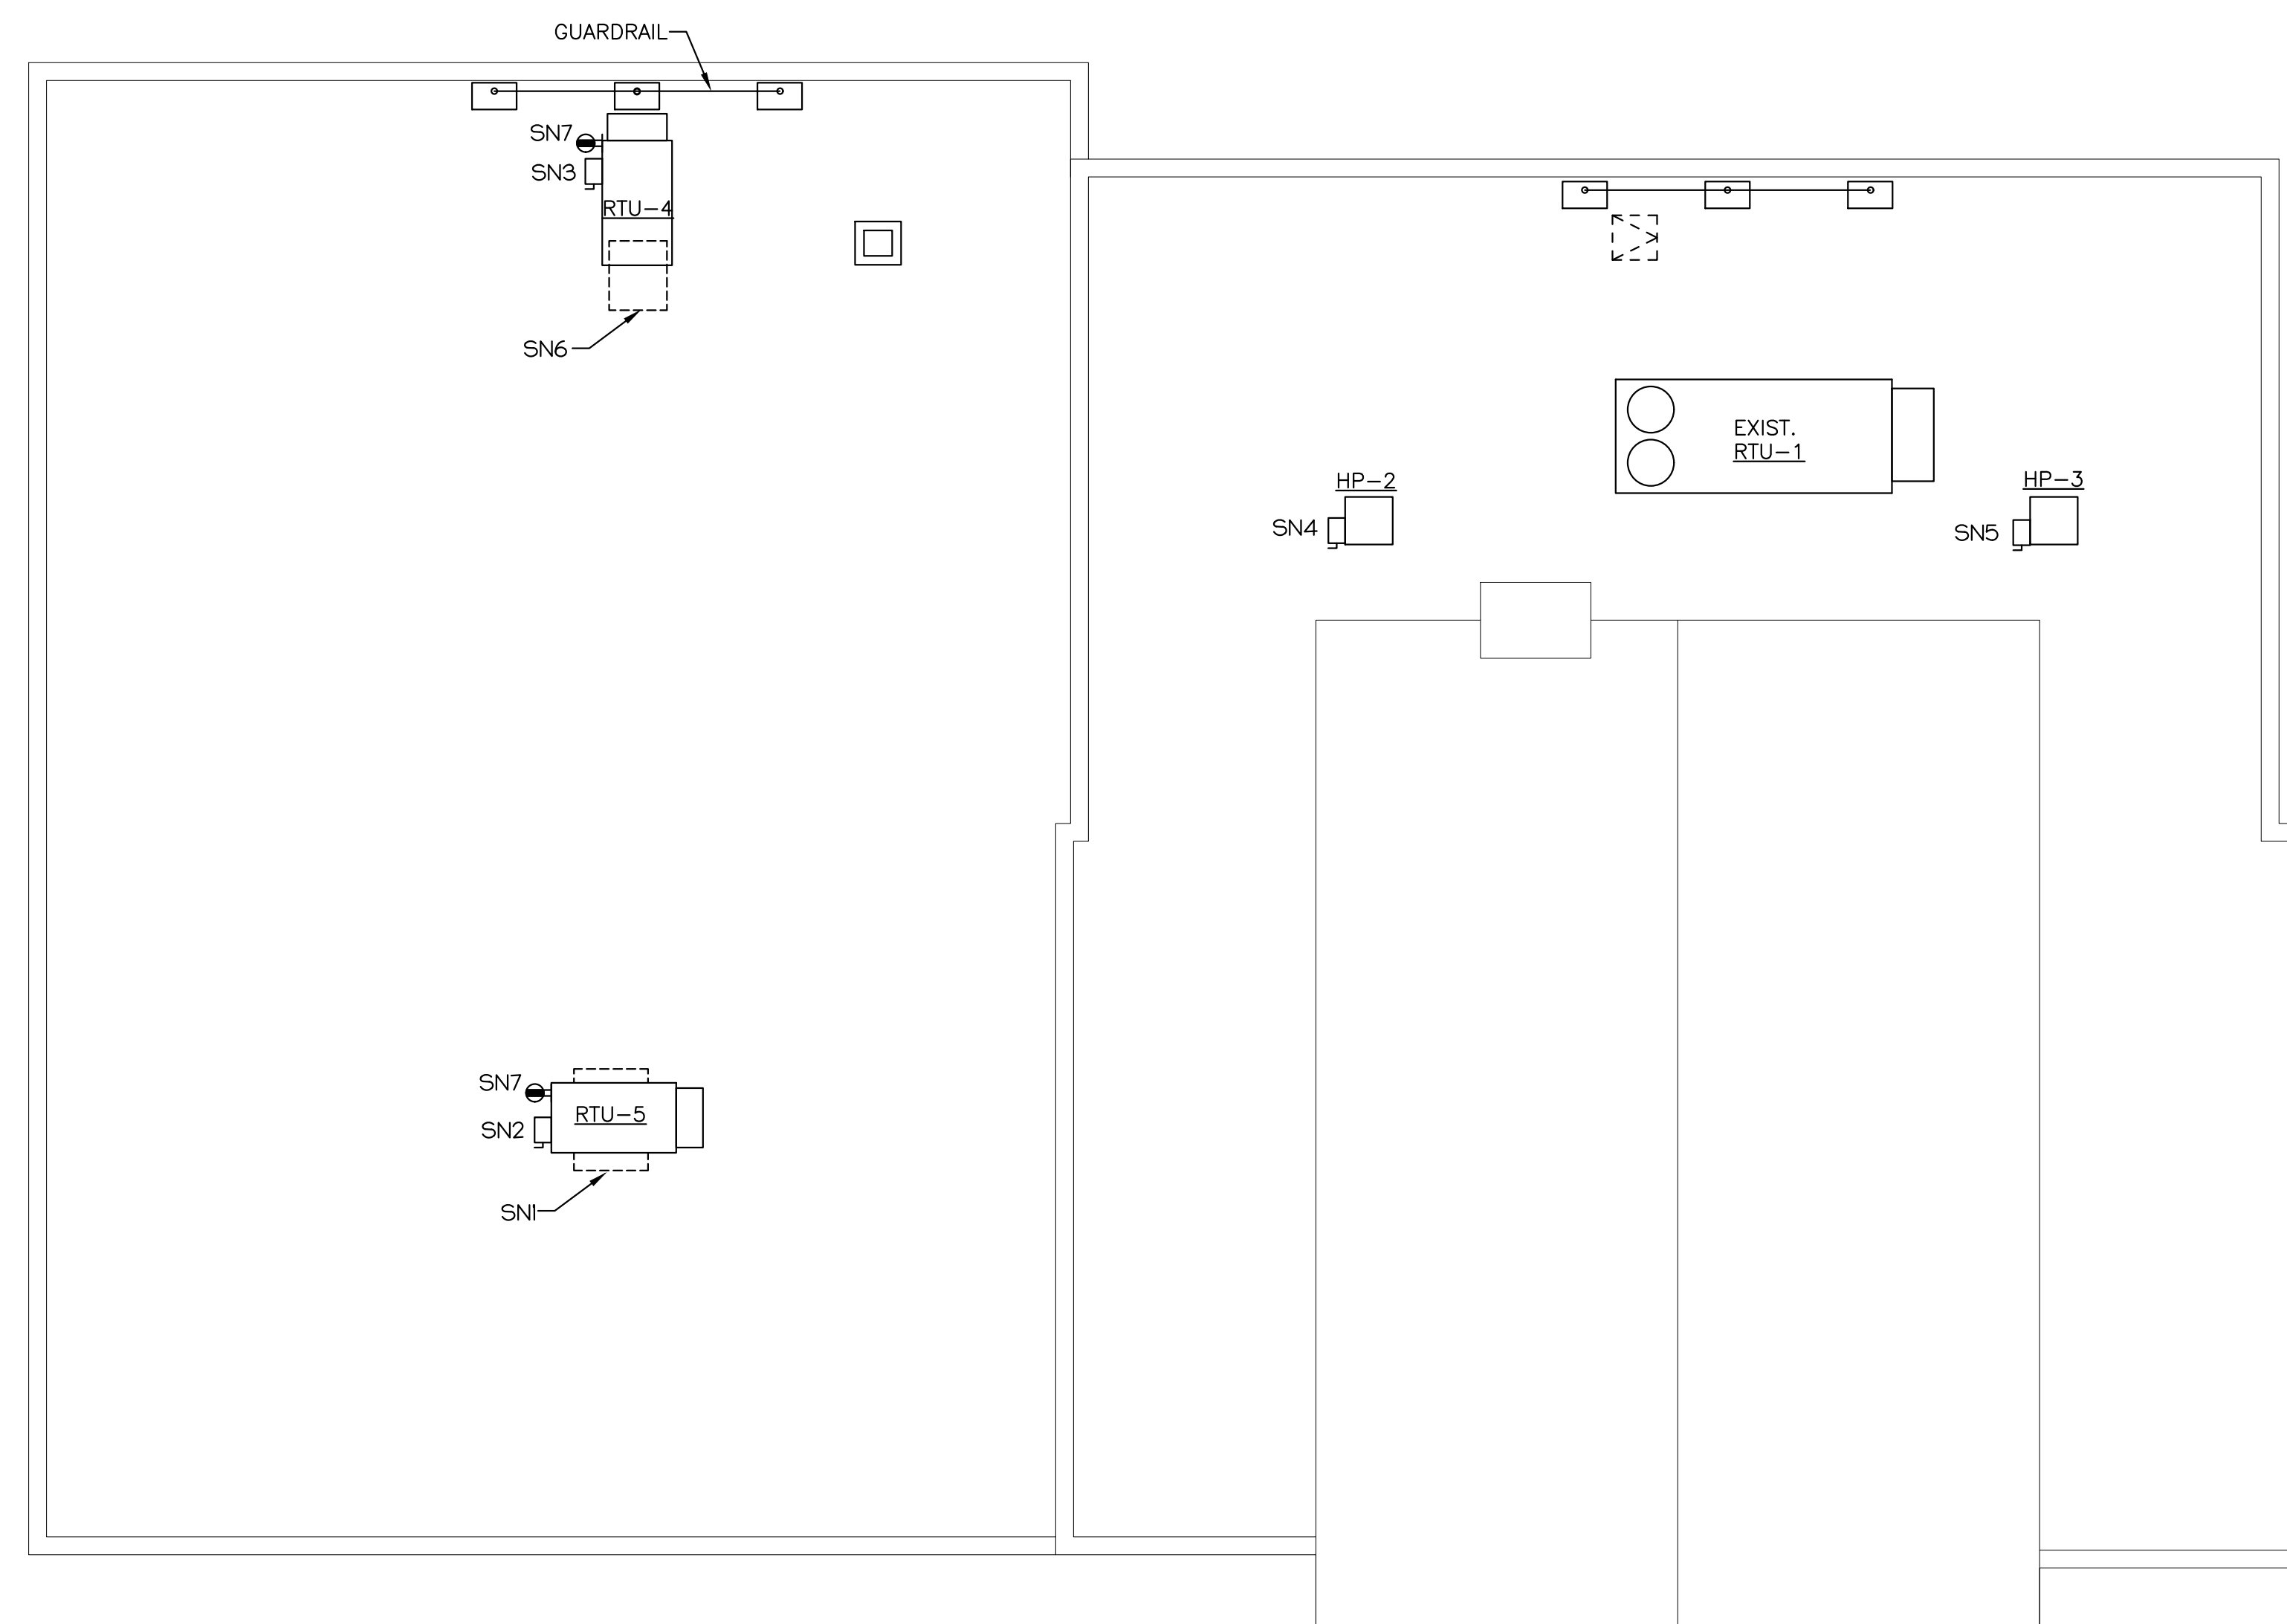 GUARDRAIL
SN7
SN3
RTU-4
SN6
EXIST.
RTU-1
HP-2
HP-3
SN4
SN5
SN7
RTU-5
SN2
SN1